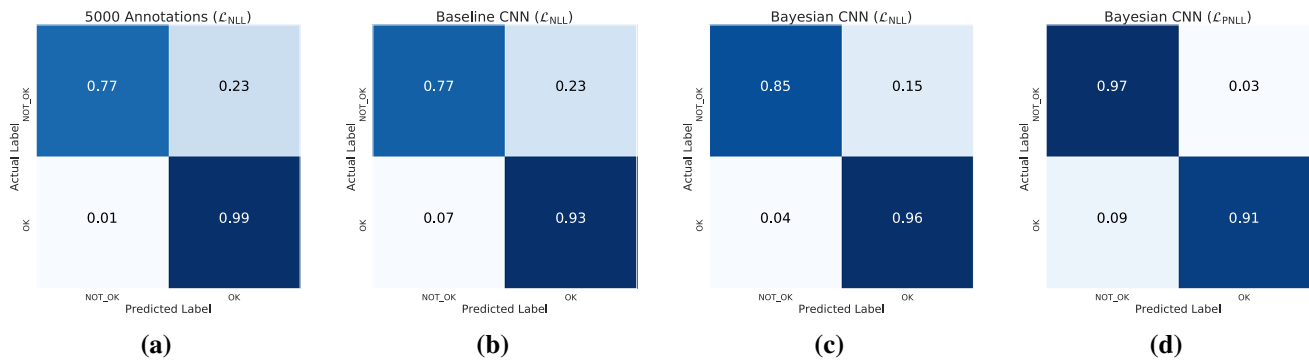 5000 Annotations (ℒNLL)
NOT_OK
OK
Actual Label
0.77 0.23
0.01 0.99
NOT_OK OK
Predicted Label
(a)
Baseline CNN (ℒNLL)
NOT_OK
OK
Actual Label
0.77 0.23
0.07 0.93
NOT_OK OK
Predicted Label
(b)
Bayesian CNN (ℒNLL)
NOT_OK
OK
Actual Label
0.85 0.15
0.04 0.96
NOT_OK OK
Predicted Label
(c)
Bayesian CNN (ℒPNLL)
NOT_OK
OK
Actual Label
0.97 0.03
0.09 0.91
NOT_OK OK
Predicted Label
(d)